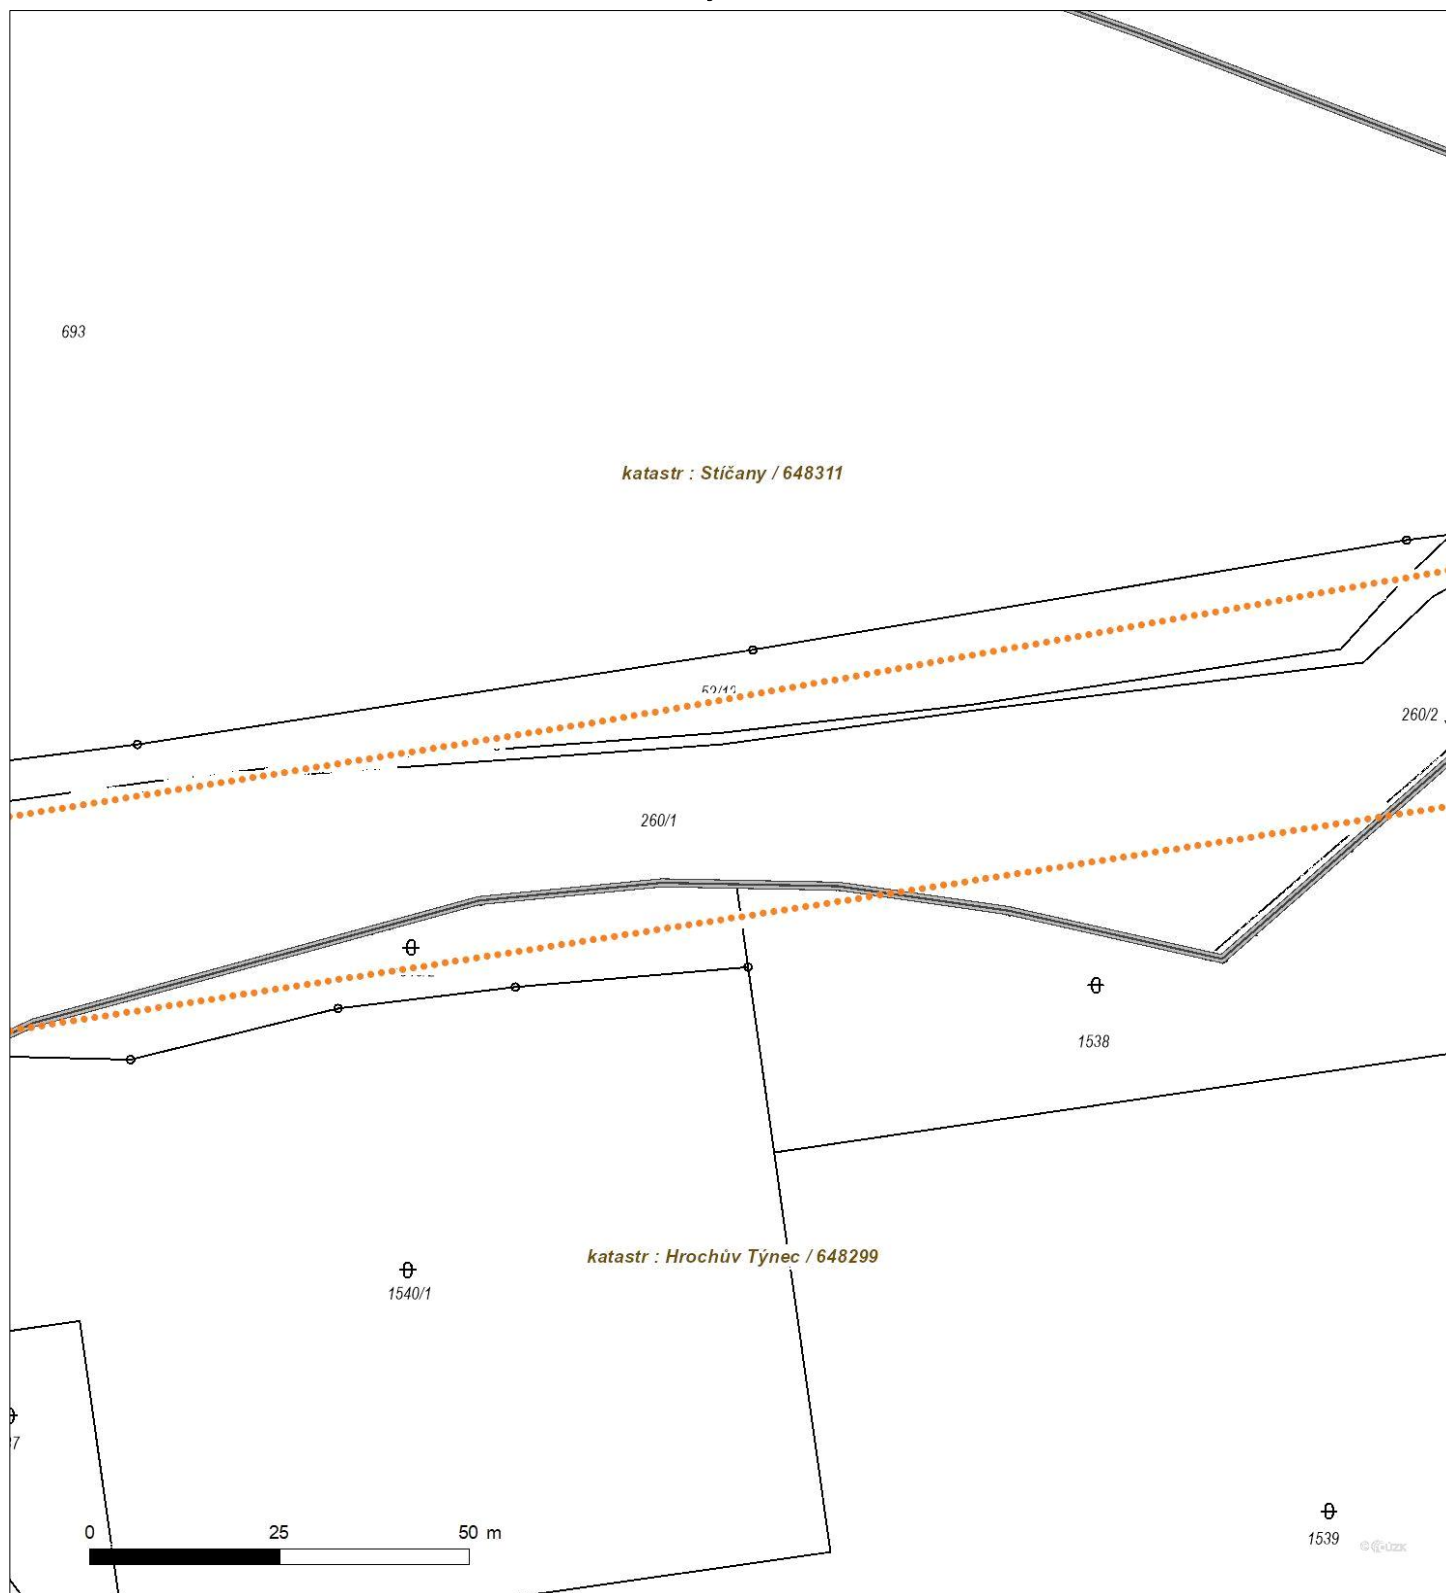 693
katastr : Stíčany / 648311
260/2
260/1
1538
katastr : Hrochův Týnec / 648299
1540/1
0 25 50 m
1539